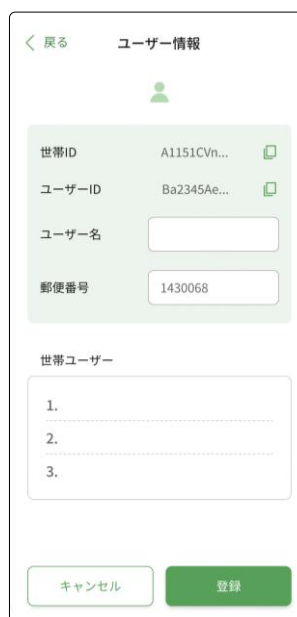 戻る ユーザー情報
世帯ID A1151CVn...
ユーザーID Ba2345Ae...
ユーザー名
郵便番号 1430068
世帯ユーザー
1.
2.
3.
キャンセル 登録